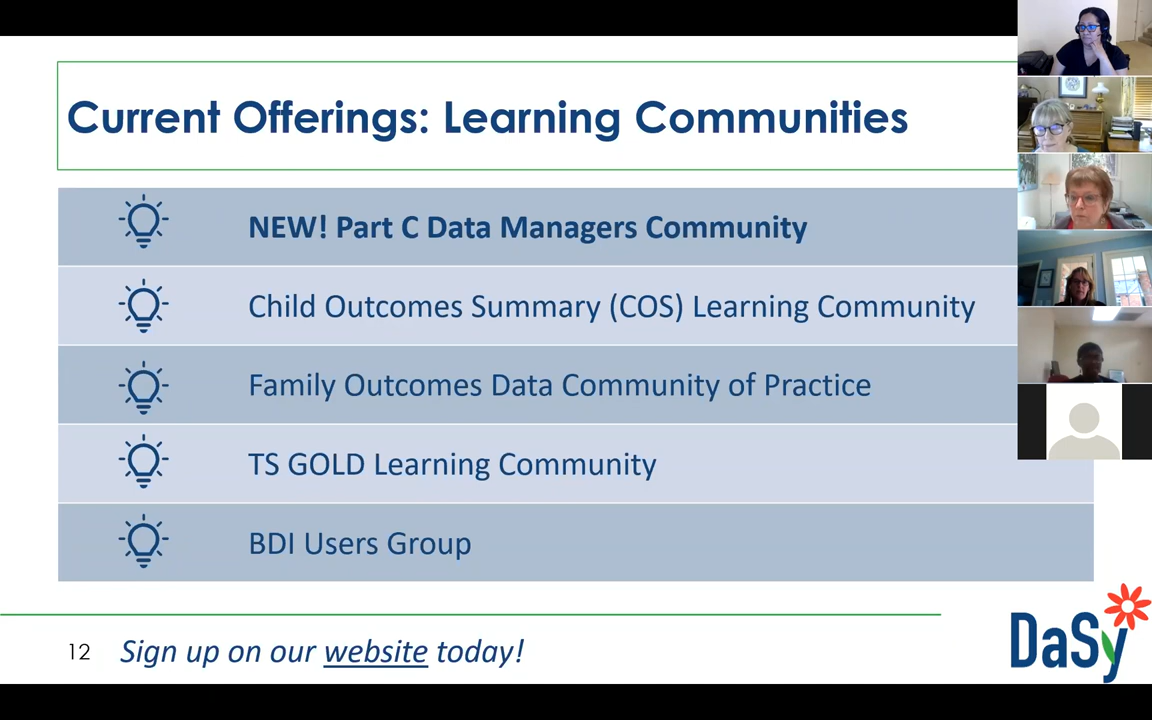 Current Offerings: Learning Communities
NEW! Part C Data Managers Community
Child Outcomes Summary (COS) Learning Community
Family Outcomes Data Community of Practice
TS GOLD Learning Community
BDI Users Group
12
Sign up on our website today!
DaSy